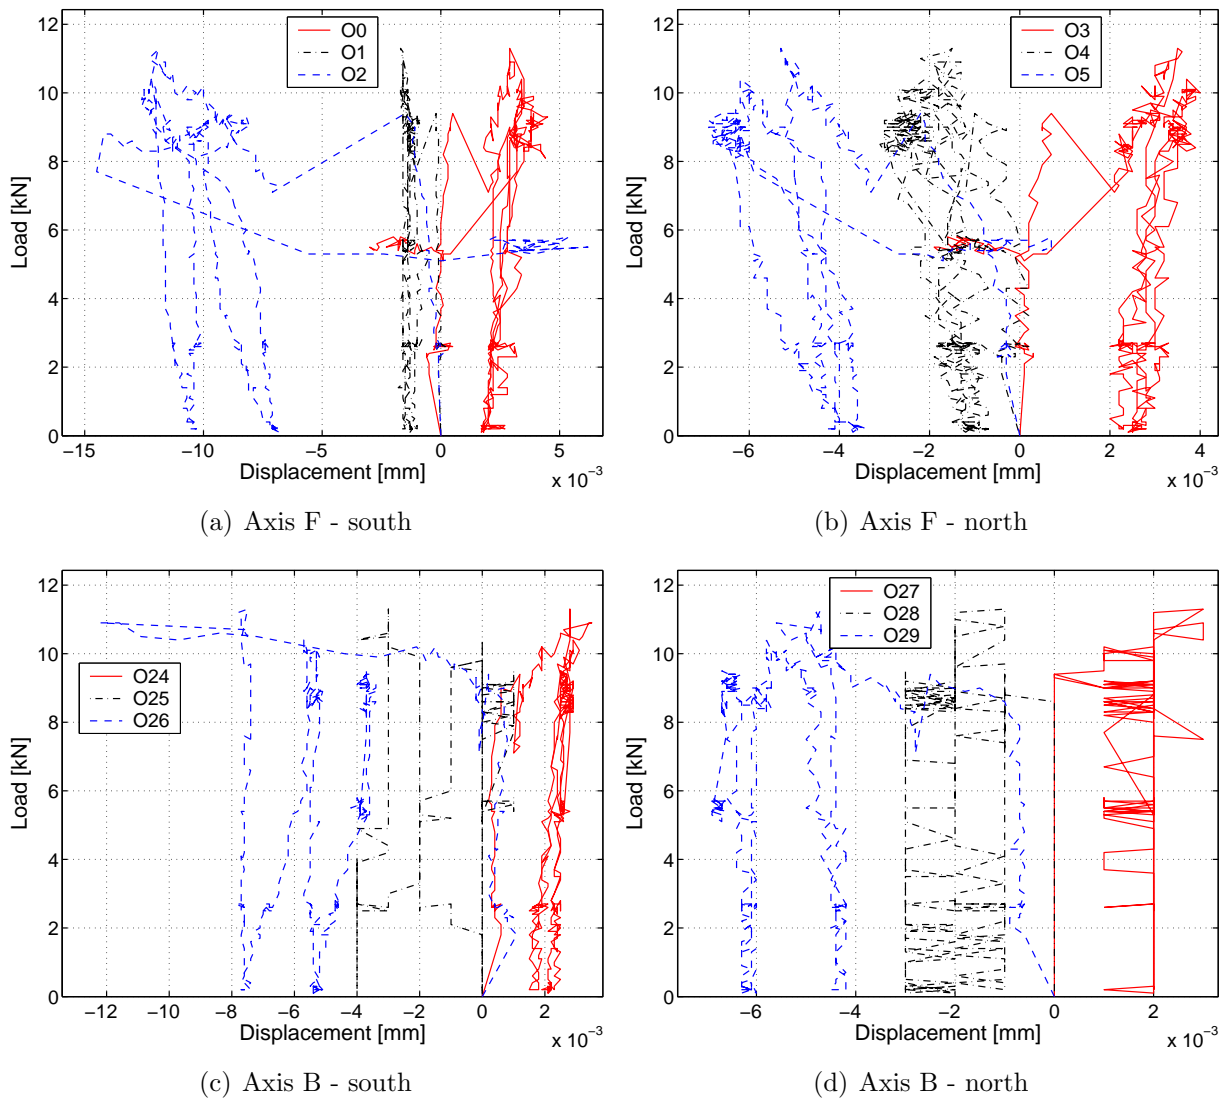 O0
O1
O2
12
10
8
6
4
2
0
Load [kN]
−15
−10
−5
0
5
Displacement [mm]
x 10−3
(a) Axis F - south
O3
O4
O5
12
10
8
6
4
2
0
Load [kN]
−6
−4
−2
0
2
4
Displacement [mm]
x 10−3
(b) Axis F - north
O24
O25
O26
12
10
8
6
4
2
0
Load [kN]
−12
−10
−8
−6
−4
−2
0
2
Displacement [mm]
x 10−3
(c) Axis B - south
O27
O28
O29
12
10
8
6
4
2
0
Load [kN]
−6
−4
−2
0
2
Displacement [mm]
x 10−3
(d) Axis B - north